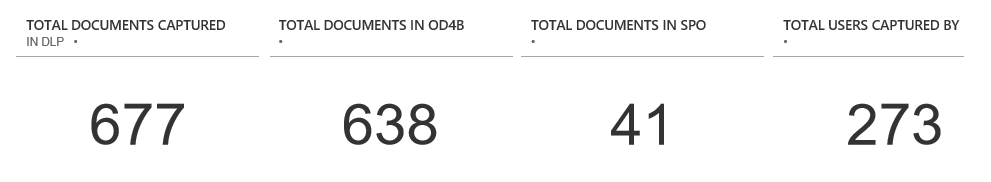 TOTAL DOCUMENTS CAPTURED
IN DLP •
677
TOTAL DOCUMENTS IN OD4B
•
638
TOTAL DOCUMENTS IN SPO
•
41
TOTAL USERS CAPTURED BY
•
273